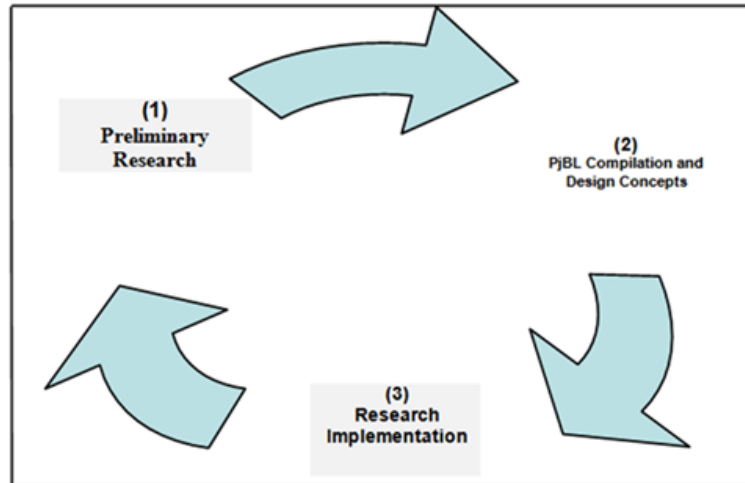 (1)
Preliminary
Research
(2)
PjBL Compilation and
Design Concepts
(3)
Research
Implementation